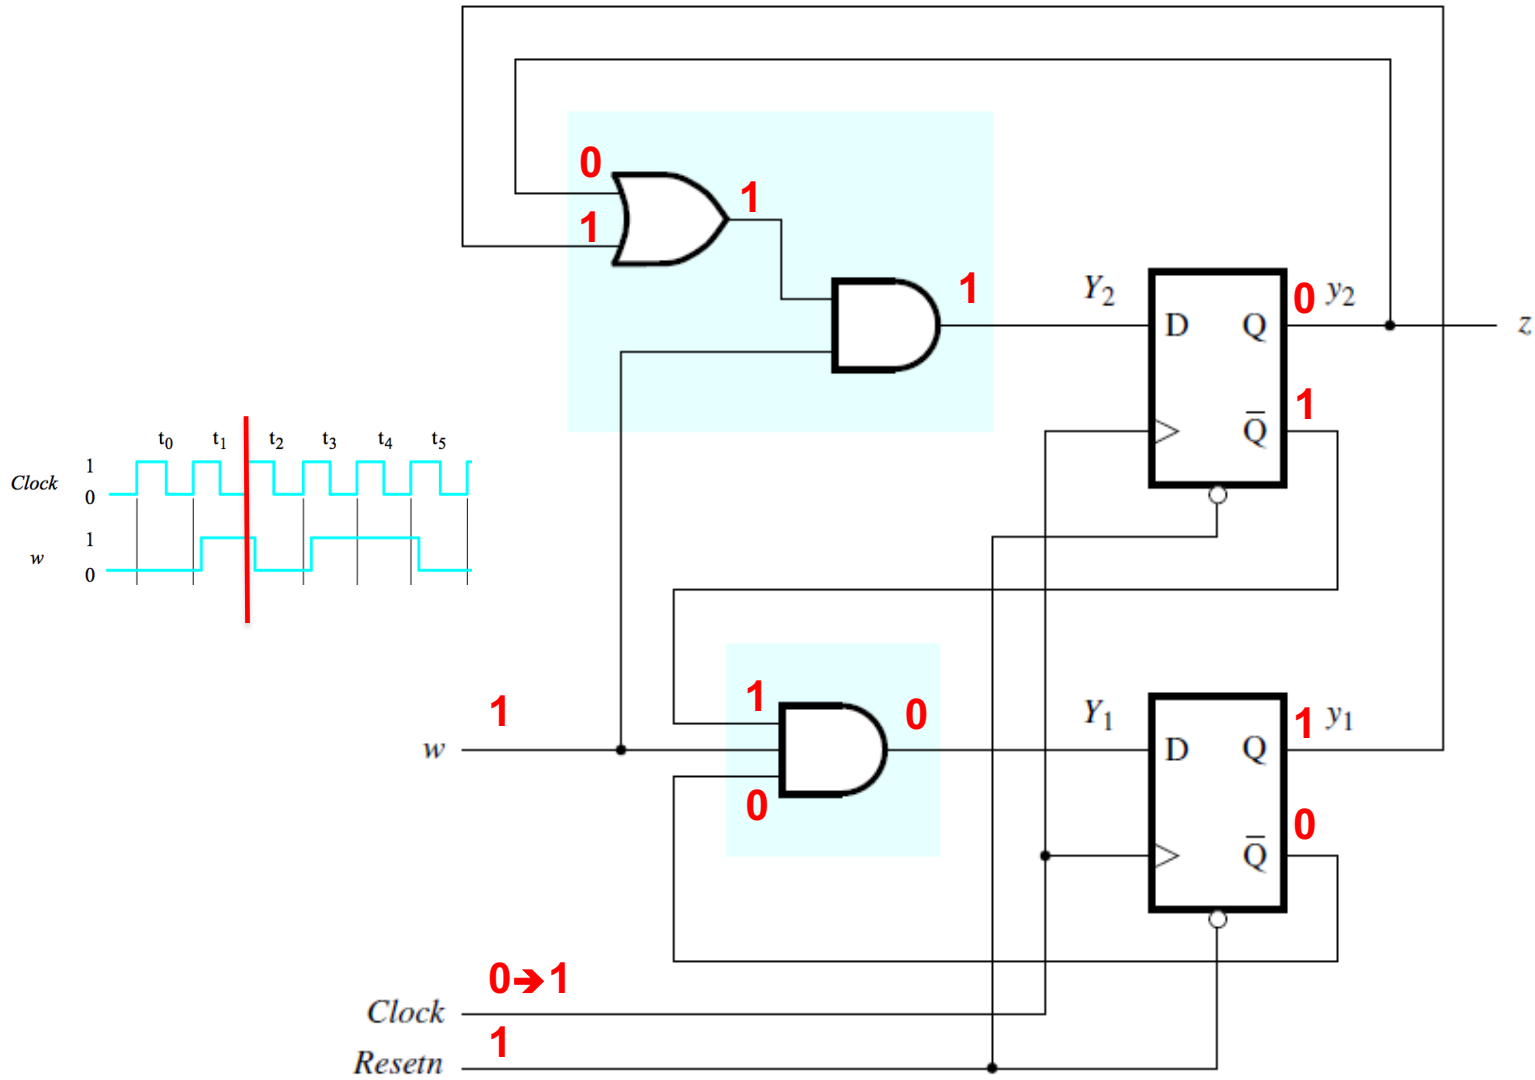 0
1
1
1
Y₂
0 y₂
D Q
z
1
Q̅
t₀ t₁ t₂ t₃ t₄ t₅
Clock 1
0
w 1
0
1
w
1
0
0
Y₁
1 y₁
D Q
0
Q̅
0➔1
Clock
1
Resetn